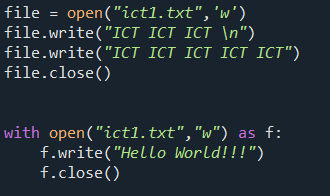 file = open("ict1.txt",'w')
file.write("ICT ICT ICT \n")
file.write("ICT ICT ICT ICT ICT")
file.close()
with open("ict1.txt","w") as f:
    f.write("Hello World!!!")
    f.close()